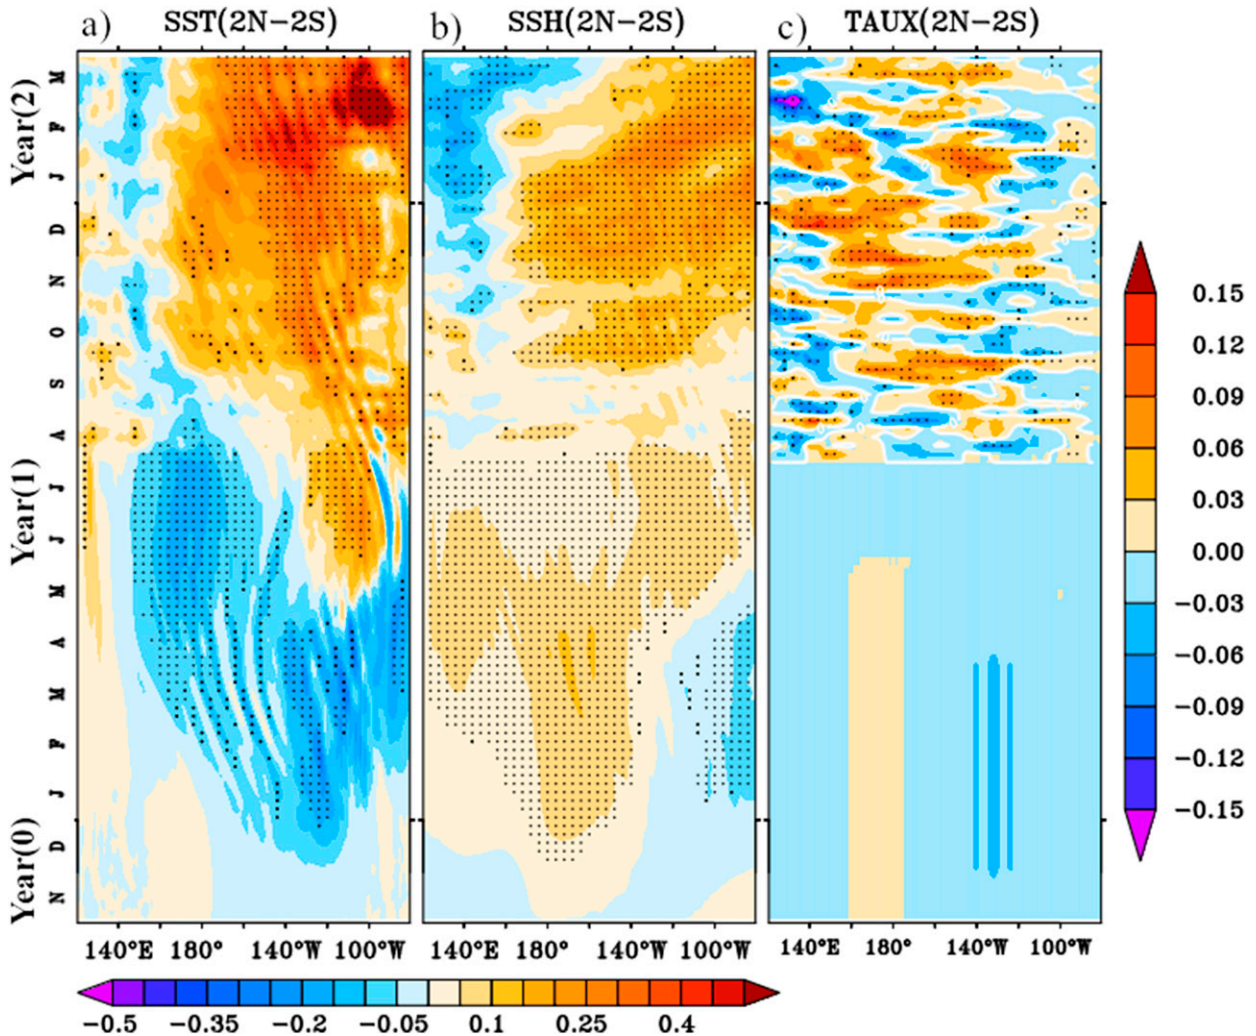 a) SST(2N−2S)
b) SSH(2N−2S)
c) TAUX(2N−2S)
Year(2)
M
F
J
D
N
O
S
A
Year(1)
J
J
M
A
M
F
J
Year(0)
D
N
140°E 180° 140°W 100°W
140°E 180° 140°W 100°W
140°E 180° 140°W 100°W
0.15
0.12
0.09
0.06
0.03
0.00
−0.03
−0.06
−0.09
−0.12
−0.15
−0.5 −0.35 −0.2 −0.05 0.1 0.25 0.4